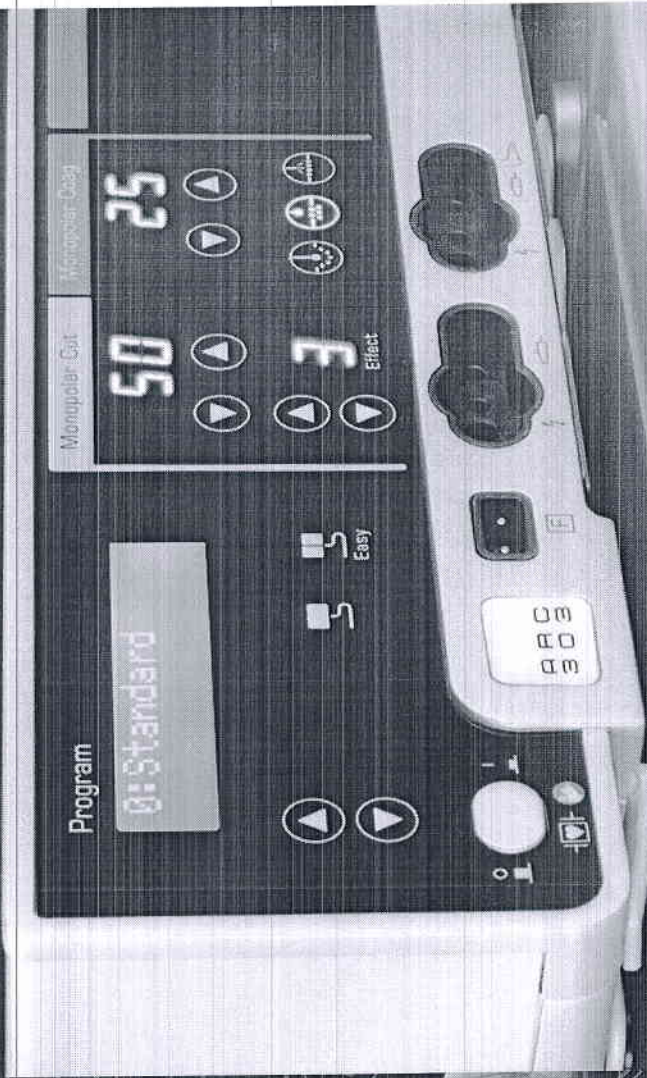 Program
0:Standard
Easy
Monopolar Cut
50
3
Effect
Monopolar Coag
25
O
I
ARC
303
F